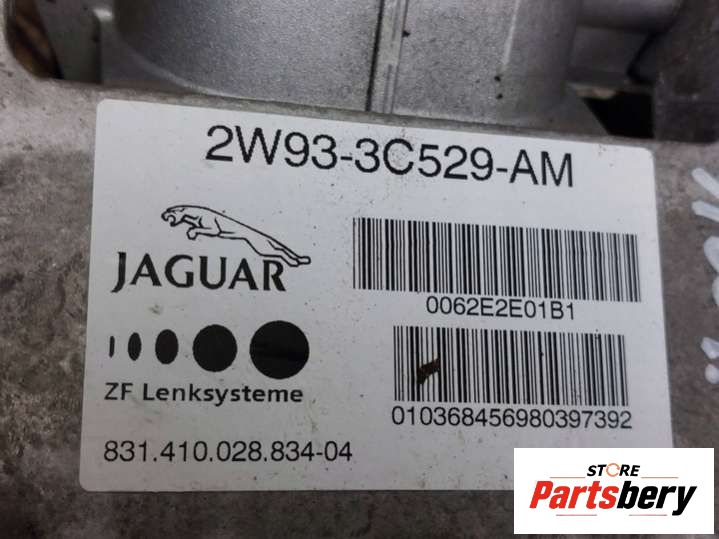 2W93-3C529-AM
JAGUAR
0062E2E01B1
ZF Lenksysteme
010368456980397392
831.410.028.834-04
STORE
Partsbery